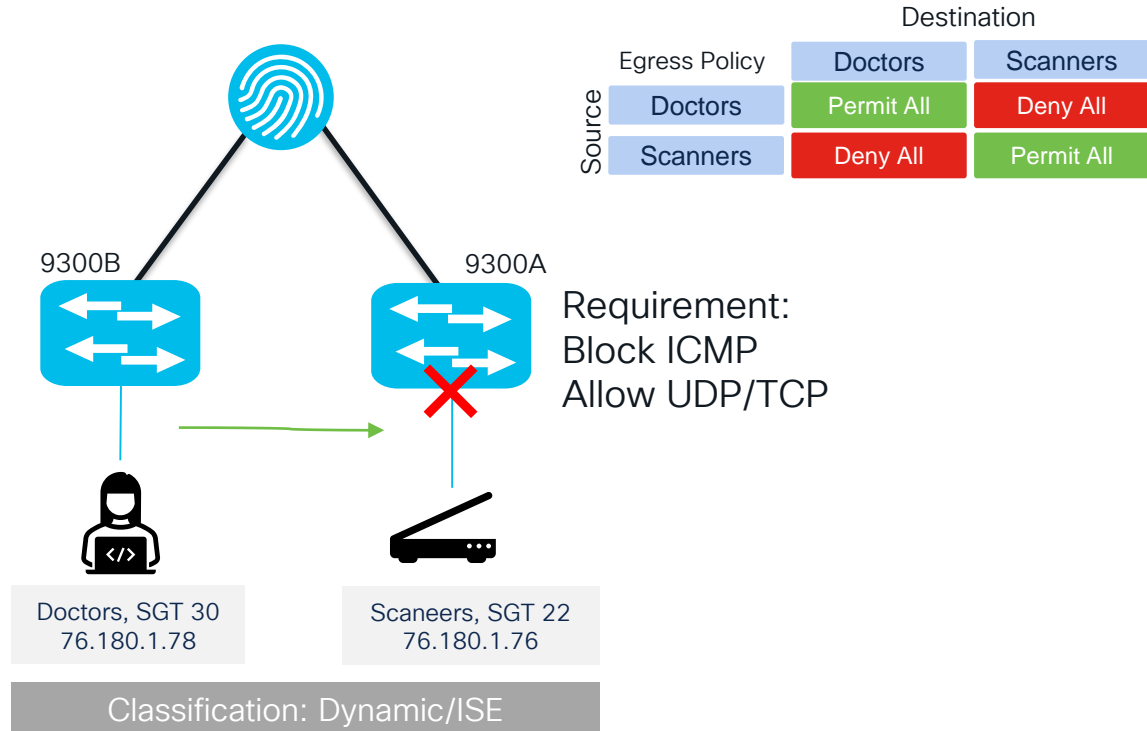 Destination
Egress Policy
Doctors
Scanners
Source
Doctors
Permit All
Deny All
Scanners
Deny All
Permit All
9300B
9300A
Requirement:
Block ICMP
Allow UDP/TCP
</>
Doctors, SGT 30
76.180.1.78
Scaneers, SGT 22
76.180.1.76
Classification: Dynamic/ISE